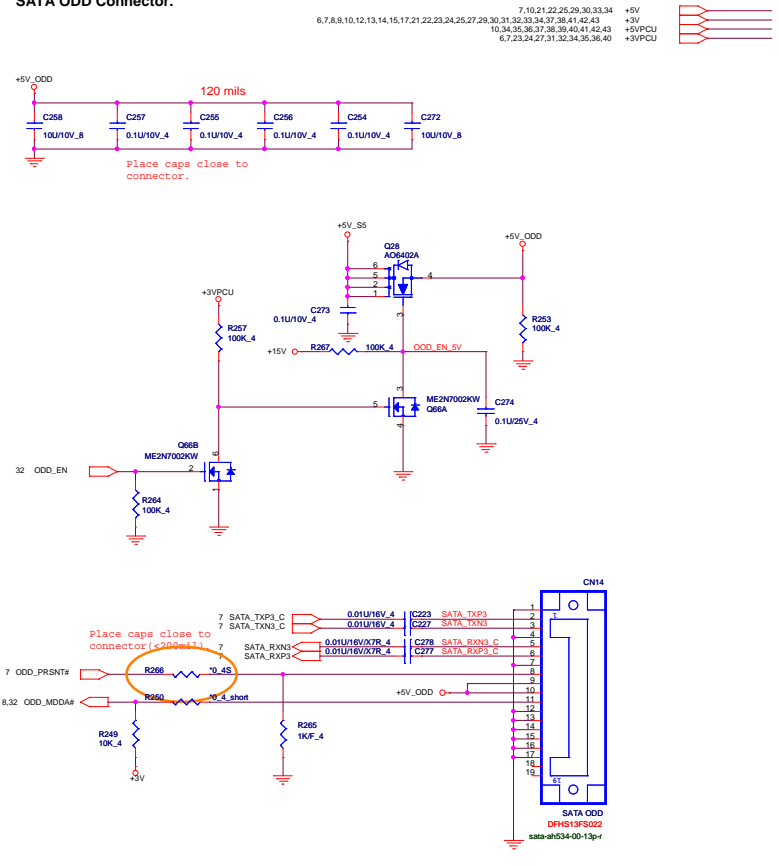 SATA ODD Connector.
7,10,21,22,25,29,30,33,34 +5V
6,7,8,9,10,12,13,14,15,17,21,22,23,24,25,27,29,30,31,32,33,34,37,38,41,42,43 +3V
10,34,35,36,37,38,39,40,41,42,43 +5VPCU
6,7,23,24,27,31,32,34,35,36,40 +3VPCU
+5V_ODD
120 mils
C258 C257 C255 C256 C254 C272
10U/10V_8 0.1U/10V_4 0.1U/10V_4 0.1U/10V_4 0.1U/10V_4 10U/10V_8
Place caps close to
connector.
+5V_S5
Q28
AO6402A
+5V_ODD
6
5
2
1
4
3
+3VPCU
C273
0.1U/10V_4
R257
100K_4
R253
100K_4
+15V R267 100K_4 OOD_EN_5V
3
5
4
ME2N7002KW
Q66A
C274
0.1U/25V_4
Q66B
ME2N7002KW
6
2
1
32 ODD_EN
R264
100K_4
CN14
7 SATA_TXP3_C 0.01U/16V_4 C223 SATA_TXP3
7 SATA_TXN3_C 0.01U/16V_4 C227 SATA_TXN3
Place caps close to
connector(<200mil).
7 SATA_RXN3 0.01U/16V/X7R_4 C278 SATA_RXN3_C
7 SATA_RXP3 0.01U/16V/X7R_4 C277 SATA_RXP3_C
7 ODD_PRSNT# R266 *0_4S
+5V_ODD
8,32 ODD_MDDA# R250 *0_4_short
R249
10K_4
+3V
R265
1K/F_4
1
2
3
4
5
6
7
8
9
10
11
12
13
14
15
16
17
18
19
1
19
SATA ODD
DFHS13FS022
sata-ah534-00-13p-r